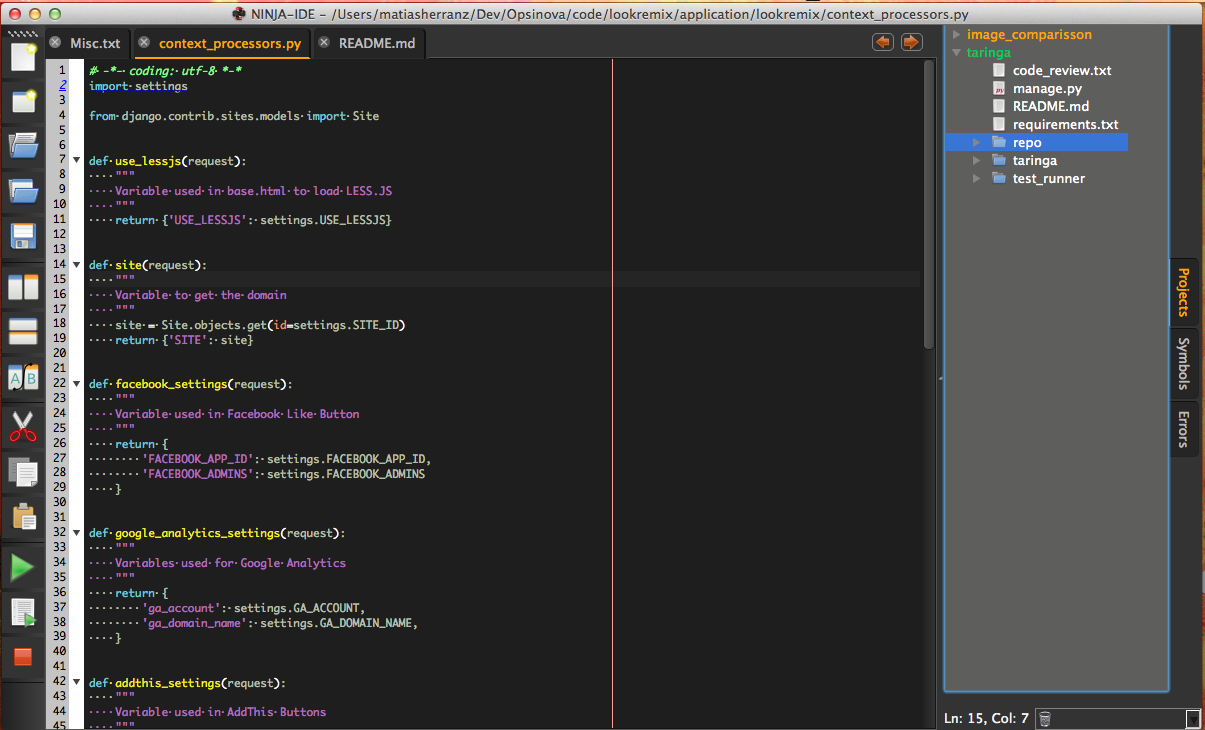 NINJA-IDE – /Users/matiasherranz/Dev/Opsinova/code/lookremix/application/lookremix/context_processors.py
Misc.txt
context_processors.py
README.md
1 # -*- coding: utf-8 *-*
2 import settings
3
4 from django.contrib.sites.models import Site
5
6
7 def use_lessjs(request):
8 """
9 Variable used in base.html to load LESS.JS
10 """
11 return {'USE_LESSJS': settings.USE_LESSJS}
12
13
14 def site(request):
15 """
16 Variable to get the domain
17 """
18 site = Site.objects.get(id=settings.SITE_ID)
19 return {'SITE': site}
20
21
22 def facebook_settings(request):
23 """
24 Variable used in Facebook Like Button
25 """
26 return {
27 'FACEBOOK_APP_ID': settings.FACEBOOK_APP_ID,
28 'FACEBOOK_ADMINS': settings.FACEBOOK_ADMINS
29 }
30
31
32 def google_analytics_settings(request):
33 """
34 Variables used for Google Analytics
35 """
36 return {
37 'ga_account': settings.GA_ACCOUNT,
38 'ga_domain_name': settings.GA_DOMAIN_NAME,
39 }
40
41
42 def addthis_settings(request):
43 """
44 Variable used in AddThis Buttons
45 """
A B
image_comparisson
taringa
code_review.txt
py manage.py
README.md
requirements.txt
repo
taringa
test_runner
Projects
Symbols
Errors
Ln: 15, Col: 7